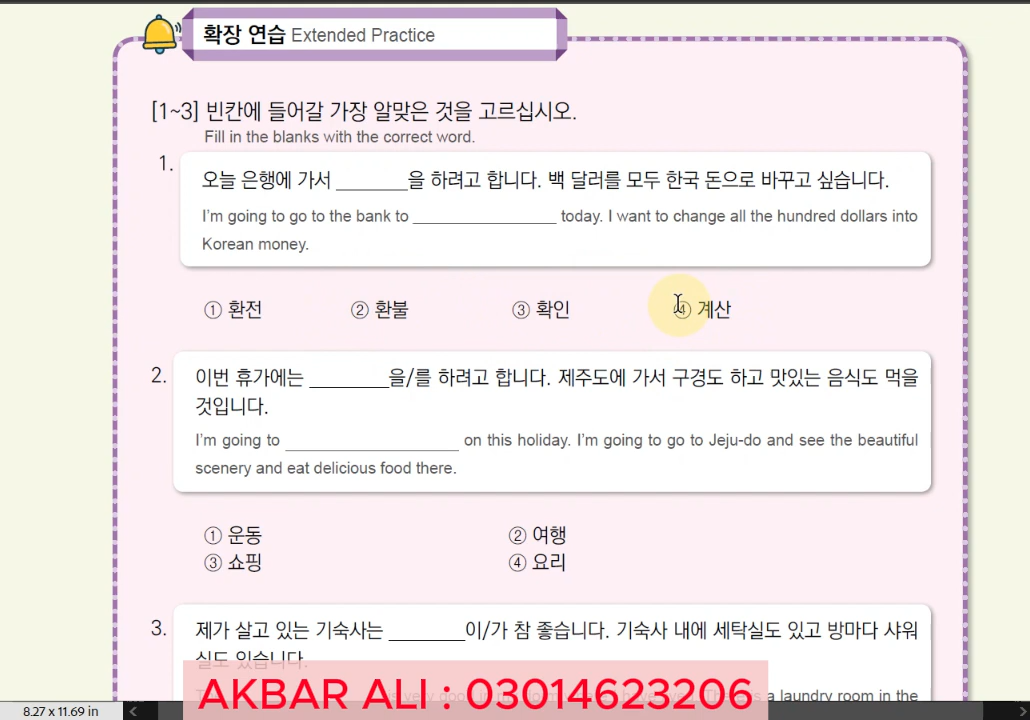 확장 연습 Extended Practice
[1~3] 빈칸에 들어갈 가장 알맞은 것을 고르십시오.
Fill in the blanks with the correct word.
1.
오늘 은행에 가서 ________을 하려고 합니다. 백 달러를 모두 한국 돈으로 바꾸고 싶습니다.
I'm going to go to the bank to ________________ today. I want to change all the hundred dollars into
Korean money.
① 환전 ② 환불 ③ 확인 ④ 계산
2.
이번 휴가에는 _________을/를 하려고 합니다. 제주도에 가서 구경도 하고 맛있는 음식도 먹을
것입니다.
I'm going to ____________________ on this holiday. I'm going to go to Jeju-do and see the beautiful
scenery and eat delicious food there.
① 운동 ② 여행
③ 쇼핑 ④ 요리
3.
제가 살고 있는 기숙사는 _________이/가 참 좋습니다. 기숙사 내에 세탁실도 있고 방마다 샤워
실도 있습니다.
a laundry room in the
AKBAR ALI : 03014623206
8.27 x 11.69 in